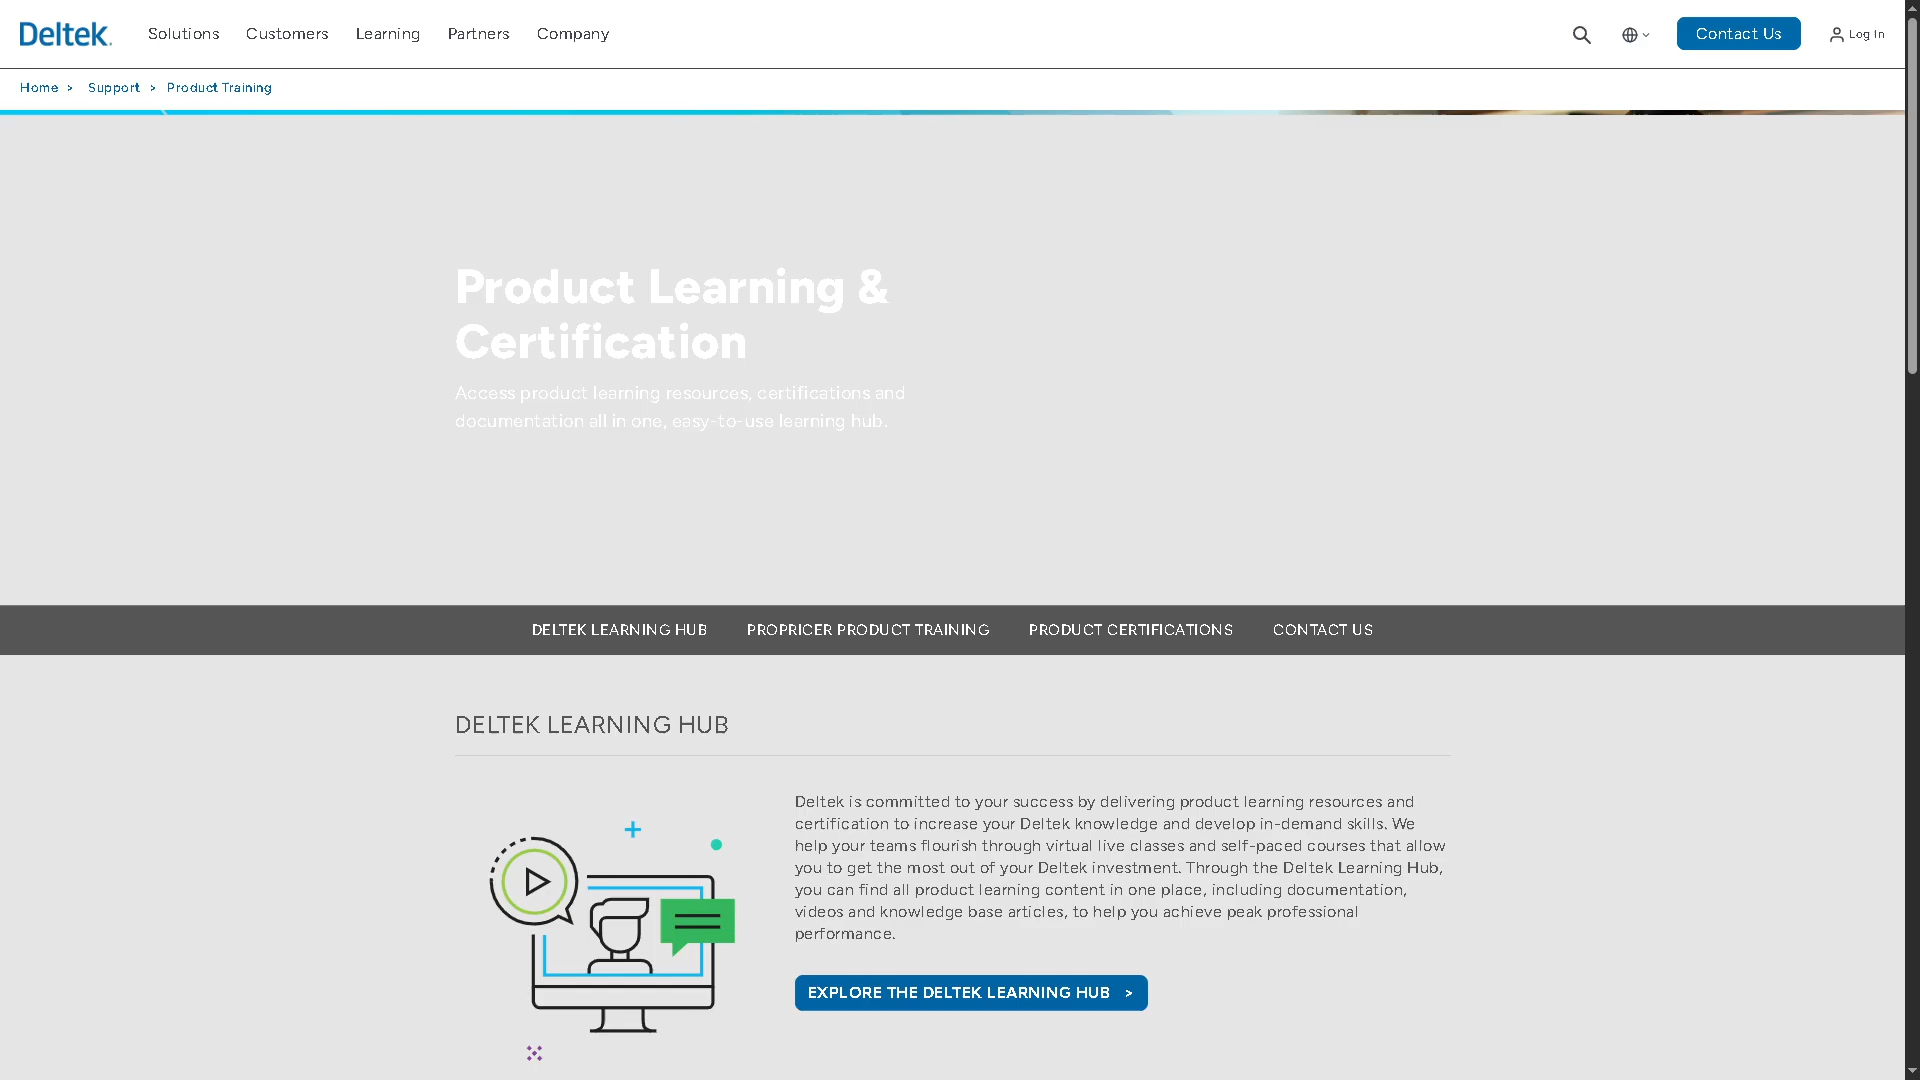 Deltek.
Solutions Customers Learning Partners Company
Contact Us
Log In
Home > Support > Product Training
Product Learning &
Certification
Access product learning resources, certifications and
documentation all in one, easy-to-use learning hub.
DELTEK LEARNING HUB PROPRICER PRODUCT TRAINING PRODUCT CERTIFICATIONS CONTACT US
DELTEK LEARNING HUB
Deltek is committed to your success by delivering product learning resources and
certification to increase your Deltek knowledge and develop in-demand skills. We
help your teams flourish through virtual live classes and self-paced courses that allow
you to get the most out of your Deltek investment. Through the Deltek Learning Hub,
you can find all product learning content in one place, including documentation,
videos and knowledge base articles, to help you achieve peak professional
performance.
EXPLORE THE DELTEK LEARNING HUB >